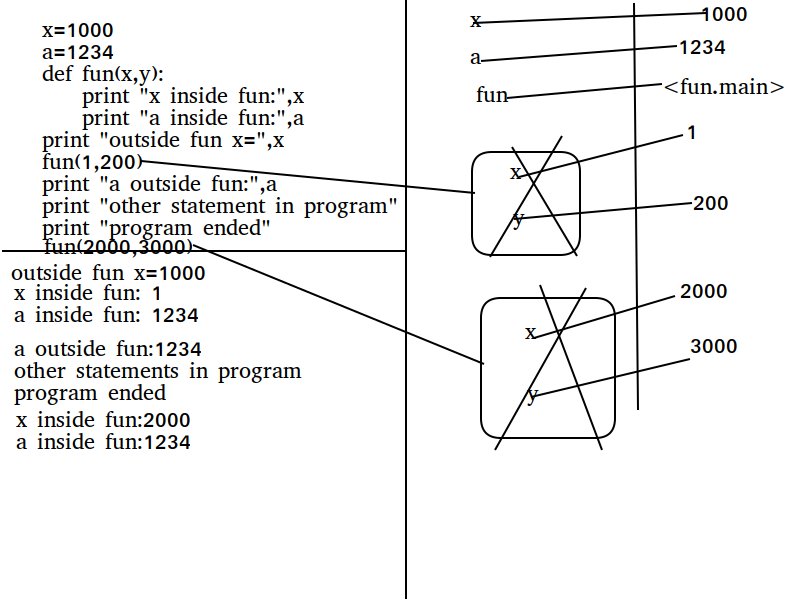 x=1000
a=1234
def fun(x,y):
print "x inside fun:",x
print "a inside fun:",a
print "outside fun x=",x
fun(1,200)
print "a outside fun:",a
print "other statement in program"
print "program ended"
fun(2000,3000)
outside fun x=1000
x inside fun: 1
a inside fun: 1234
a outside fun:1234
other statements in program
program ended
x inside fun:2000
a inside fun:1234
x 1000
a 1234
fun <fun.main>
x 1
y 200
x 2000
y 3000